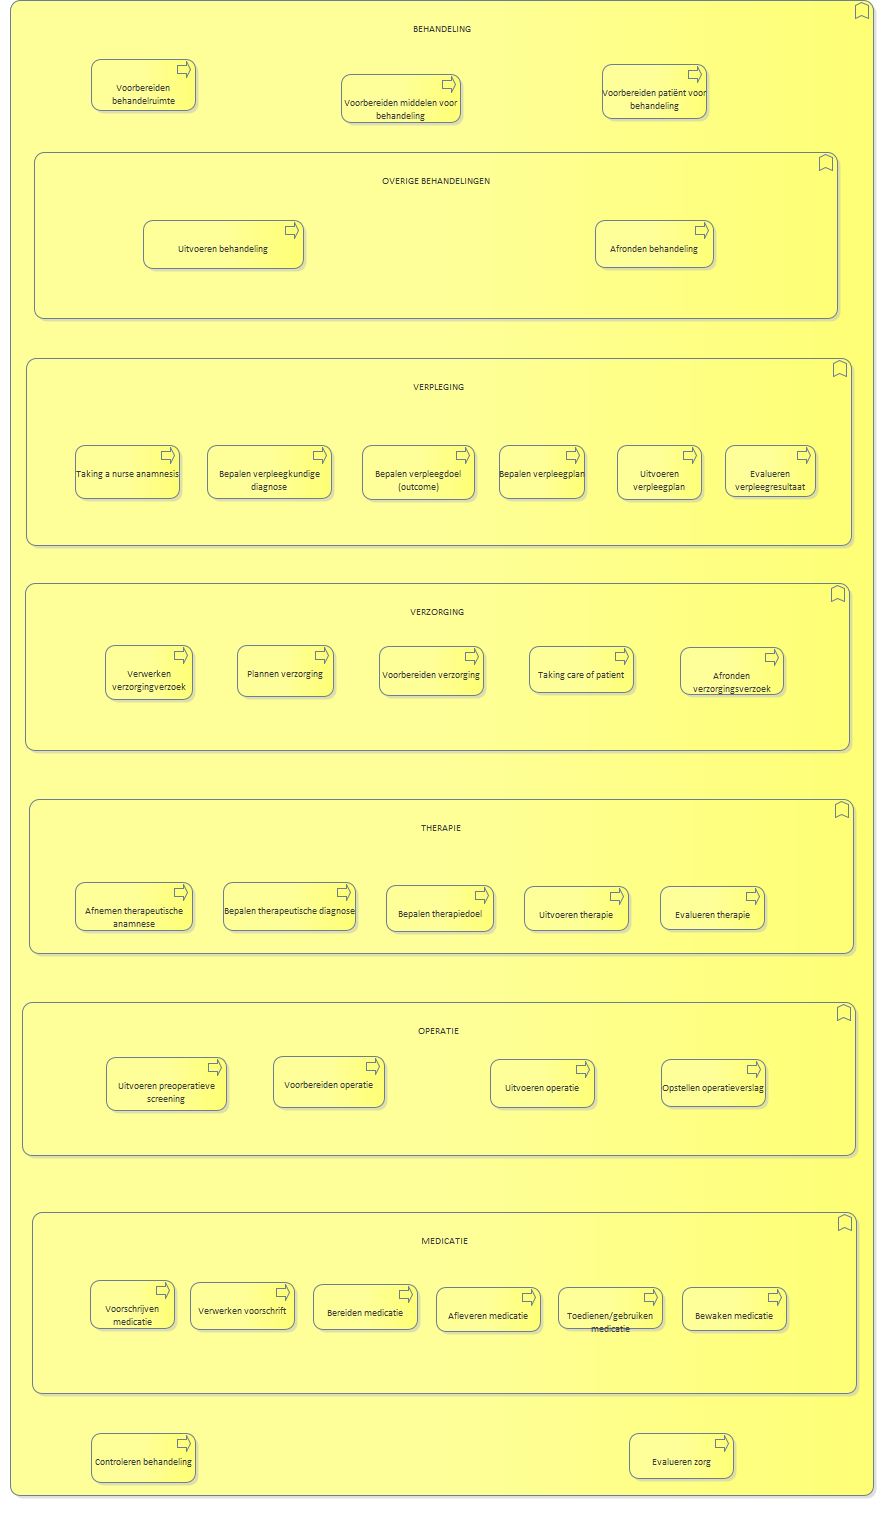 BEHANDELING
Voorbereiden
behandelruimte
Voorbereiden middelen voor
behandeling
Voorbereiden patiënt voor
behandeling
OVERIGE BEHANDELINGEN
Uitvoeren behandeling
Afronden behandeling
VERPLEGING
Taking a nurse anamnesis
Bepalen verpleegkundige
diagnose
Bepalen verpleegdoel
(outcome)
Bepalen verpleegplan
Uitvoeren
verpleegplan
Evalueren
verpleegresultaat
VERZORGING
Verwerken
verzorgingverzoek
Plannen verzorging
Voorbereiden verzorging
Taking care of patient
Afronden
verzorgingsverzoek
THERAPIE
Afnemen therapeutische
anamnese
Bepalen therapeutische diagnose
Bepalen therapiedoel
Uitvoeren therapie
Evalueren therapie
OPERATIE
Uitvoeren preoperatieve
screening
Voorbereiden operatie
Uitvoeren operatie
Opstellen operatieverslag
MEDICATIE
Voorschrijven
medicatie
Verwerken voorschrift
Bereiden medicatie
Afleveren medicatie
Toedienen/gebruiken
medicatie
Bewaken medicatie
Controleren behandeling
Evalueren zorg